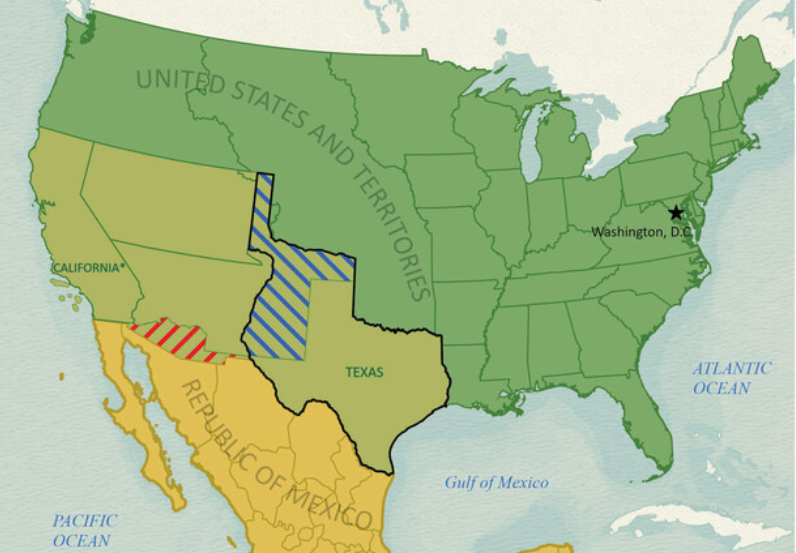 UNITED STATES AND TERRITORIES
Washington, D.C.
CALIFORNIA*
TEXAS
ATLANTIC
OCEAN
REPUBLIC OF MEXICO
Gulf of Mexico
PACIFIC
OCEAN